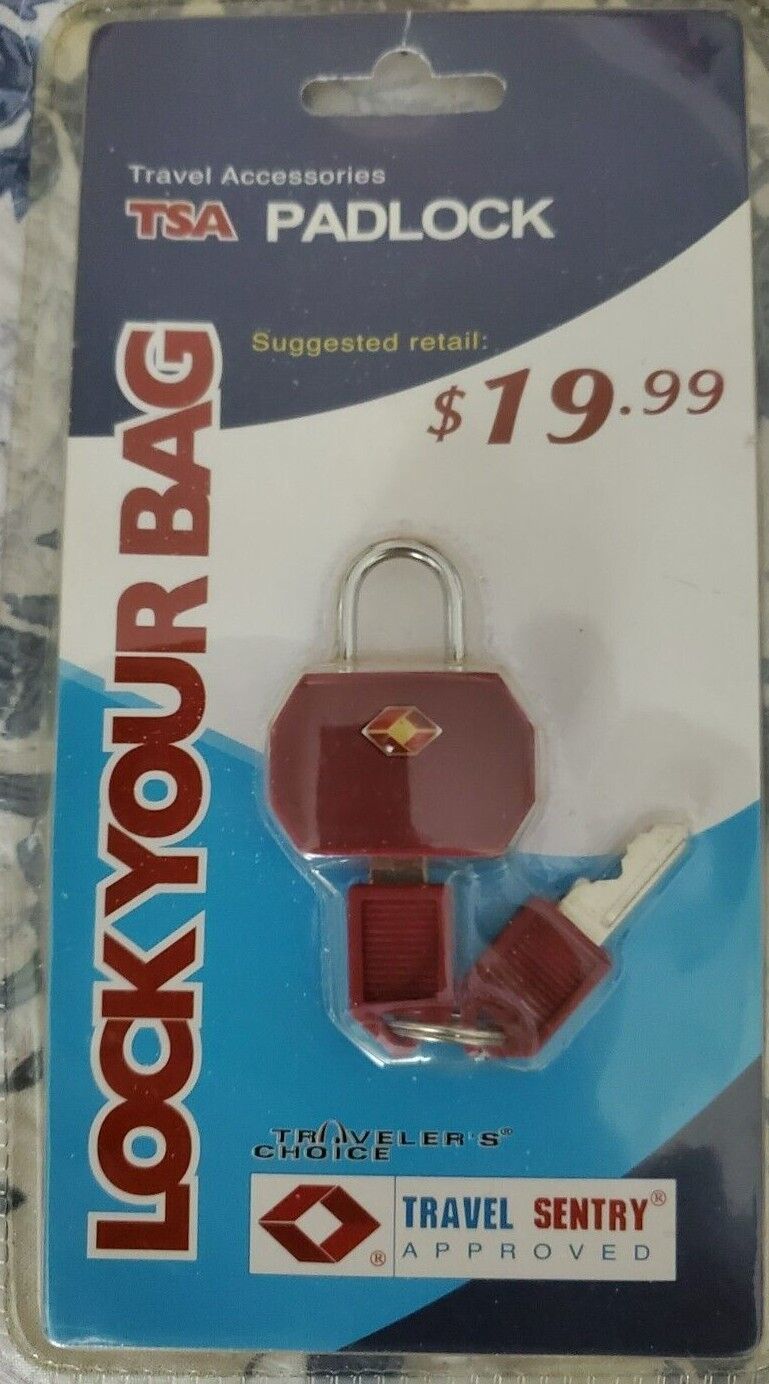 Travel Accessories
TSA PADLOCK
Suggested retail:
$19.99
LOCK YOUR BAG
TRAVELER'S®
CHOICE
TRAVEL SENTRY®
APPROVED
®